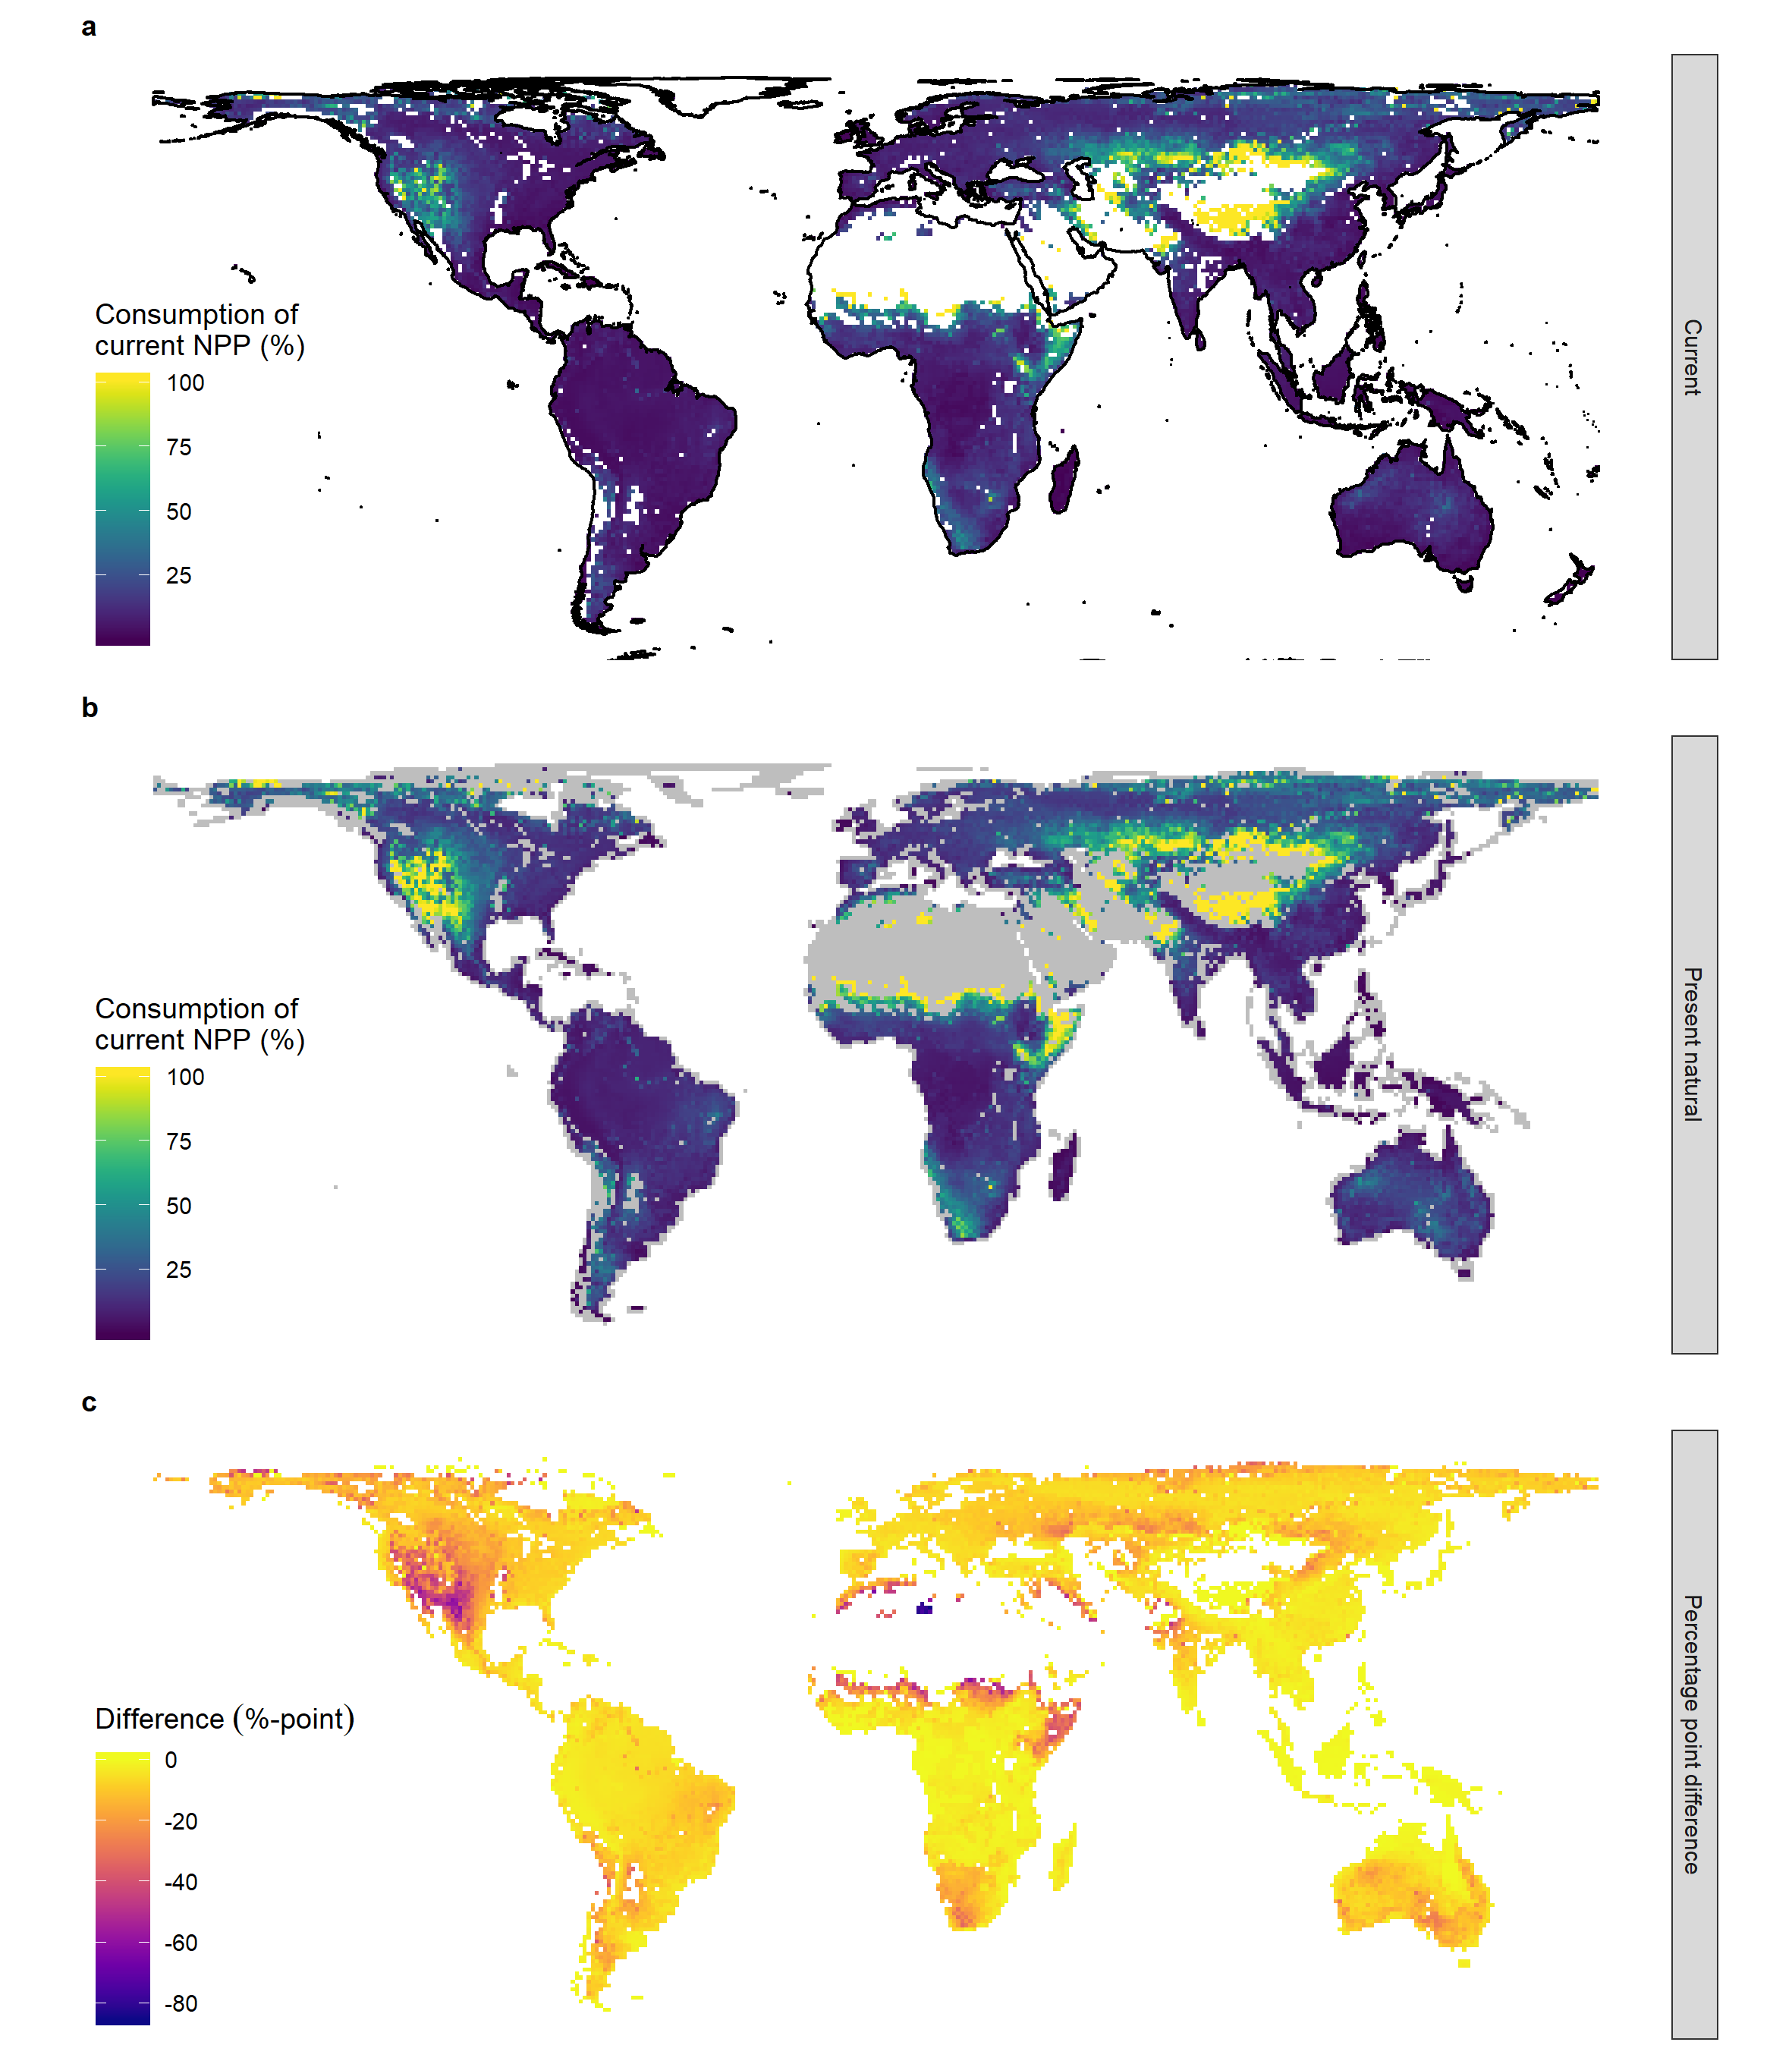 a
Current
Consumption of
current NPP (%)
100
75
50
25
b
Present natural
Consumption of
current NPP (%)
100
75
50
25
c
Percentage point difference
Difference (%-point)
0
-20
-40
-60
-80